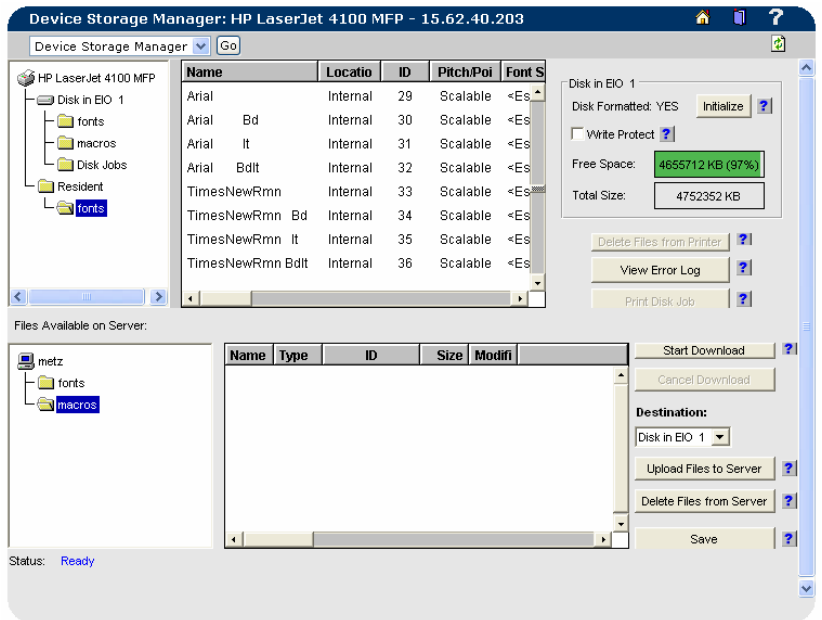 Device Storage Manager: HP LaserJet 4100 MFP - 15.62.40.203 ?
Device Storage Manager Go
HP LaserJet 4100 MFP
Disk in EIO 1
fonts
macros
Disk Jobs
Resident
fonts
Name Locatio ID Pitch/Poi Font S
Arial Internal 29 Scalable <Es
Arial Bd Internal 30 Scalable <Es
Arial It Internal 31 Scalable <Es
Arial BdIt Internal 32 Scalable <Es
TimesNewRmn Internal 33 Scalable <Es
TimesNewRmn Bd Internal 34 Scalable <Es
TimesNewRmn It Internal 35 Scalable <Es
TimesNewRmn BdIt Internal 36 Scalable <Es
Disk in EIO 1
Disk Formatted: YES Initialize ?
Write Protect ?
Free Space: 4655712 KB (97%)
Total Size: 4752352 KB
Delete Files from Printer ?
View Error Log ?
Print Disk Job ?
Files Available on Server:
metz
fonts
macros
Name Type ID Size Modifi
Start Download ?
Cancel Download
Destination:
Disk in EIO 1
Upload Files to Server ?
Delete Files from Server ?
Save ?
Status: Ready